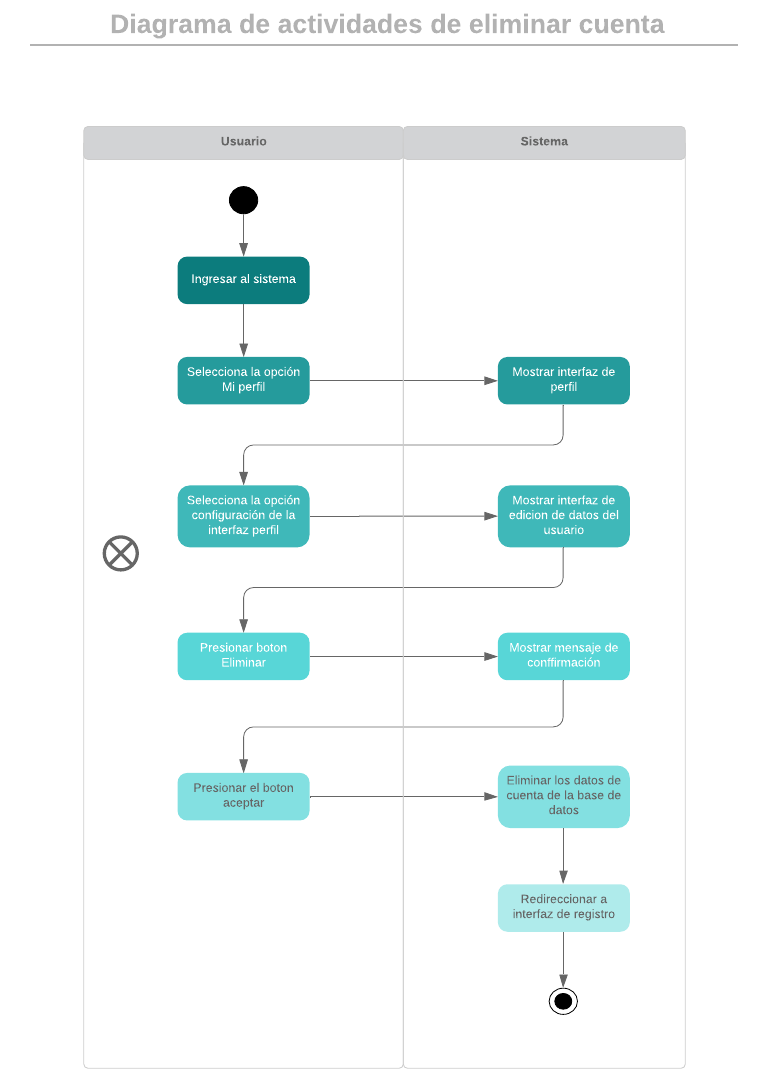 Diagrama de actividades de eliminar cuenta
Usuario
Sistema
Ingresar al sistema
Selecciona la opción
Mi perfil
Mostrar interfaz de
perfil
Selecciona la opción
configuración de la
interfaz perfil
Mostrar interfaz de
edicion de datos del
usuario
Presionar boton
Eliminar
Mostrar mensaje de
conffirmación
Presionar el boton
aceptar
Eliminar los datos de
cuenta de la base de
datos
Redireccionar a
interfaz de registro